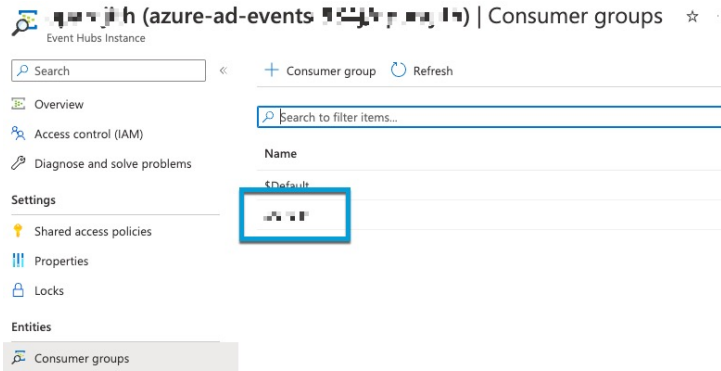 (azure-ad-events ) | Consumer groups
Event Hubs Instance
Search
Consumer group Refresh
Overview
Search to filter items...
Access control (IAM)
Name
Diagnose and solve problems
$Default
Settings
Shared access policies
Properties
Locks
Entities
Consumer groups